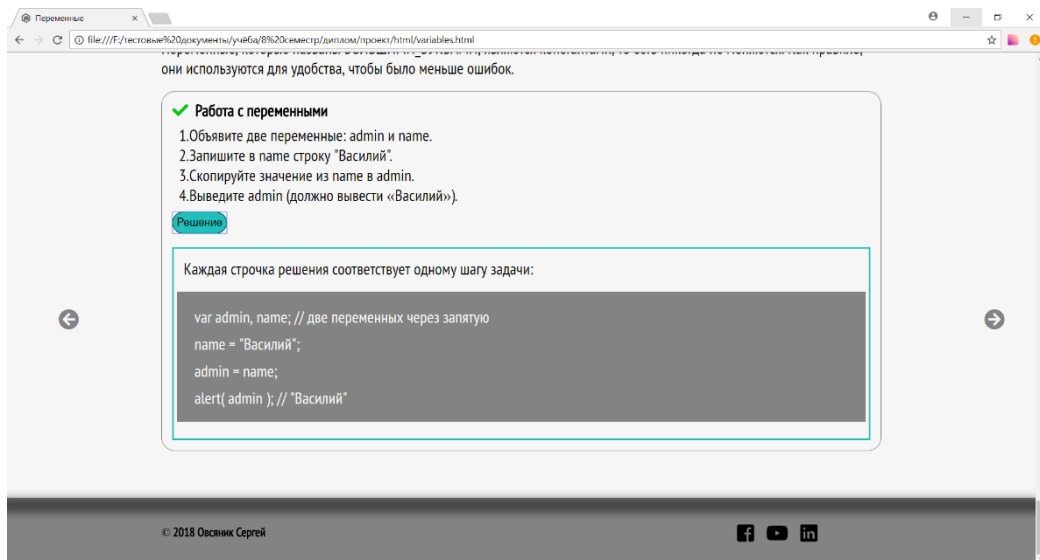 Переменные
file:///F:/тестовые%20документы/учёба/8%20семестр/диплом/проект/html/variables.html
они используются для удобства, чтобы было меньше ошибок.
Работа с переменными
1.Объявите две переменные: admin и name.
2.Запишите в name строку "Василий".
3.Скопируйте значение из name в admin.
4.Выведите admin (должно вывести «Василий»).
Решение
Каждая строчка решения соответствует одному шагу задачи:
var admin, name; // две переменных через запятую
name = "Василий";
admin = name;
alert( admin ); // "Василий"
© 2018 Овсяник Сергей